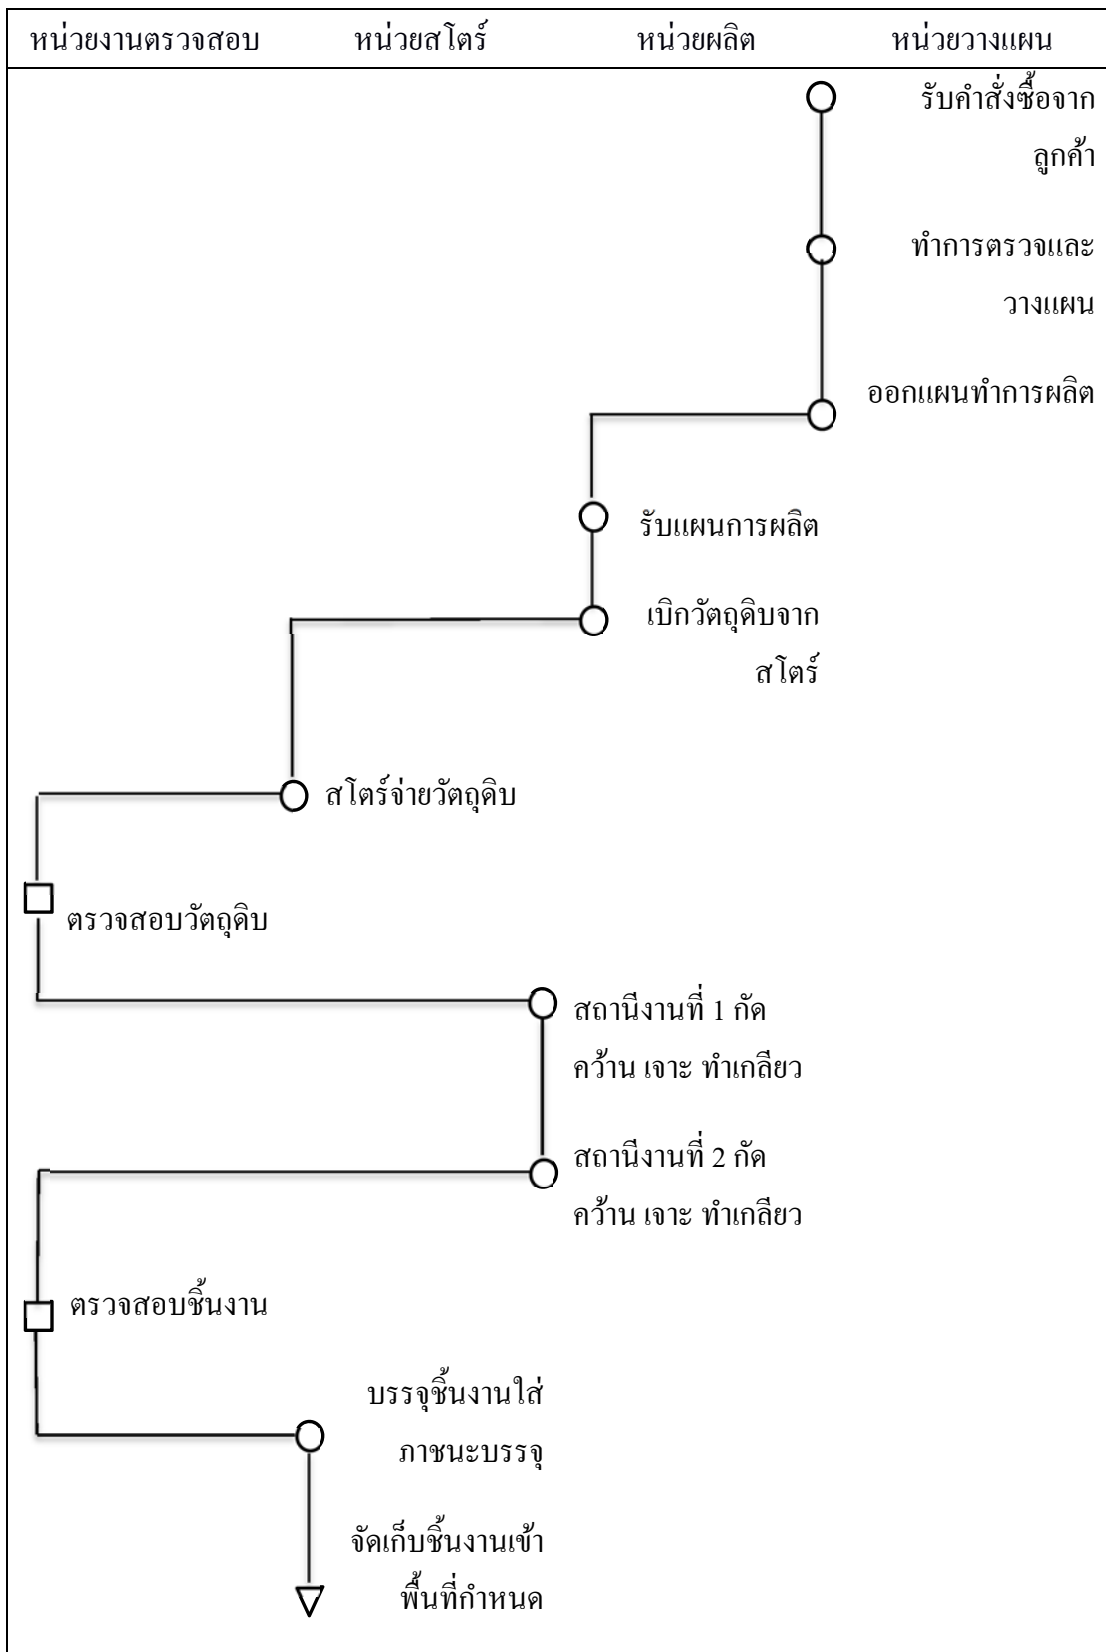 หน่วยงานตรวจสอบ หน่วยสโตร์ หน่วยผลิต หน่วยวางแผน
รับคำสั่งซื้อจาก
ลูกค้า
ทำการตรวจและ
วางแผน
ออกแผนทำการผลิต
รับแผนการผลิต
เบิกวัตถุดิบจาก
สโตร์
สโตร์จ่ายวัตถุดิบ
ตรวจสอบวัตถุดิบ
สถานีงานที่ 1 กัด
คว้าน เจาะ ทำเกลียว
สถานีงานที่ 2 กัด
คว้าน เจาะ ทำเกลียว
ตรวจสอบชิ้นงาน
บรรจุชิ้นงานใส่
ภาชนะบรรจุ
จัดเก็บชิ้นงานเข้า
พื้นที่กำหนด